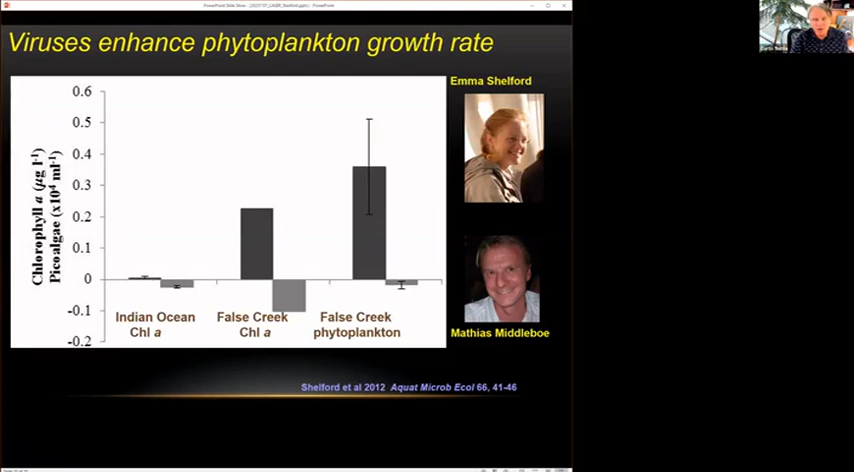 Viruses enhance phytoplankton growth rate
Emma Shelford
0.6
0.5
0.4
0.3
0.2
0.1
0
-0.1
-0.2
Chlorophyll a (µg l-1)
Picoalgae (x10⁴ ml-1)
Indian Ocean
Chl a
False Creek
Chl a
False Creek
phytoplankton
Mathias Middleboe
Shelford et al 2012 Aquat Microb Ecol 66, 41-46